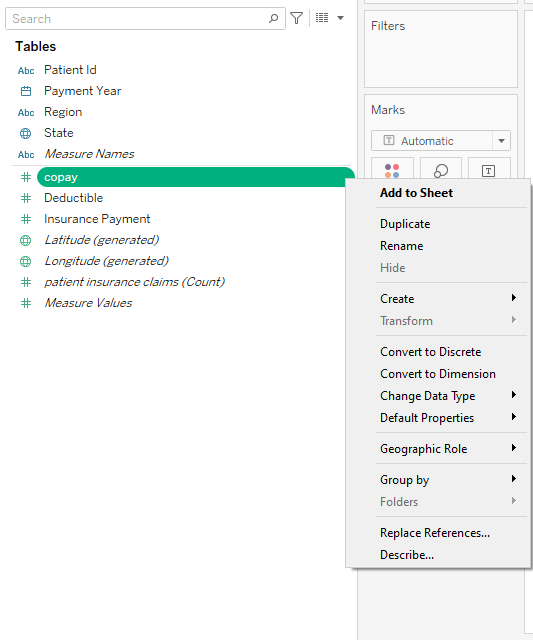 Search
Tables
Abc Patient Id
Payment Year
Abc Region
State
Abc Measure Names
# copay
# Deductible
# Insurance Payment
Latitude (generated)
Longitude (generated)
# patient insurance claims (Count)
# Measure Values
Filters
Marks
T Automatic
T
Add to Sheet
Duplicate
Rename
Hide
Create
Transform
Convert to Discrete
Convert to Dimension
Change Data Type
Default Properties
Geographic Role
Group by
Folders
Replace References...
Describe...